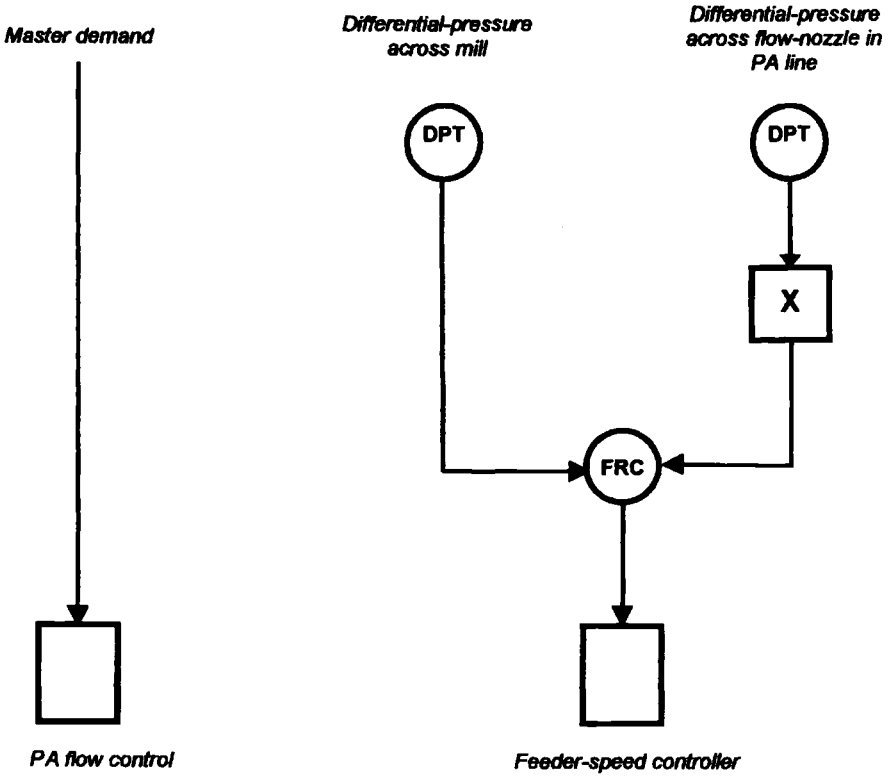 Master demand
Differential-pressure
across mill
Differential-pressure
across flow-nozzle in
PA line
DPT
DPT
X
FRC
PA flow control
Feeder-speed controller